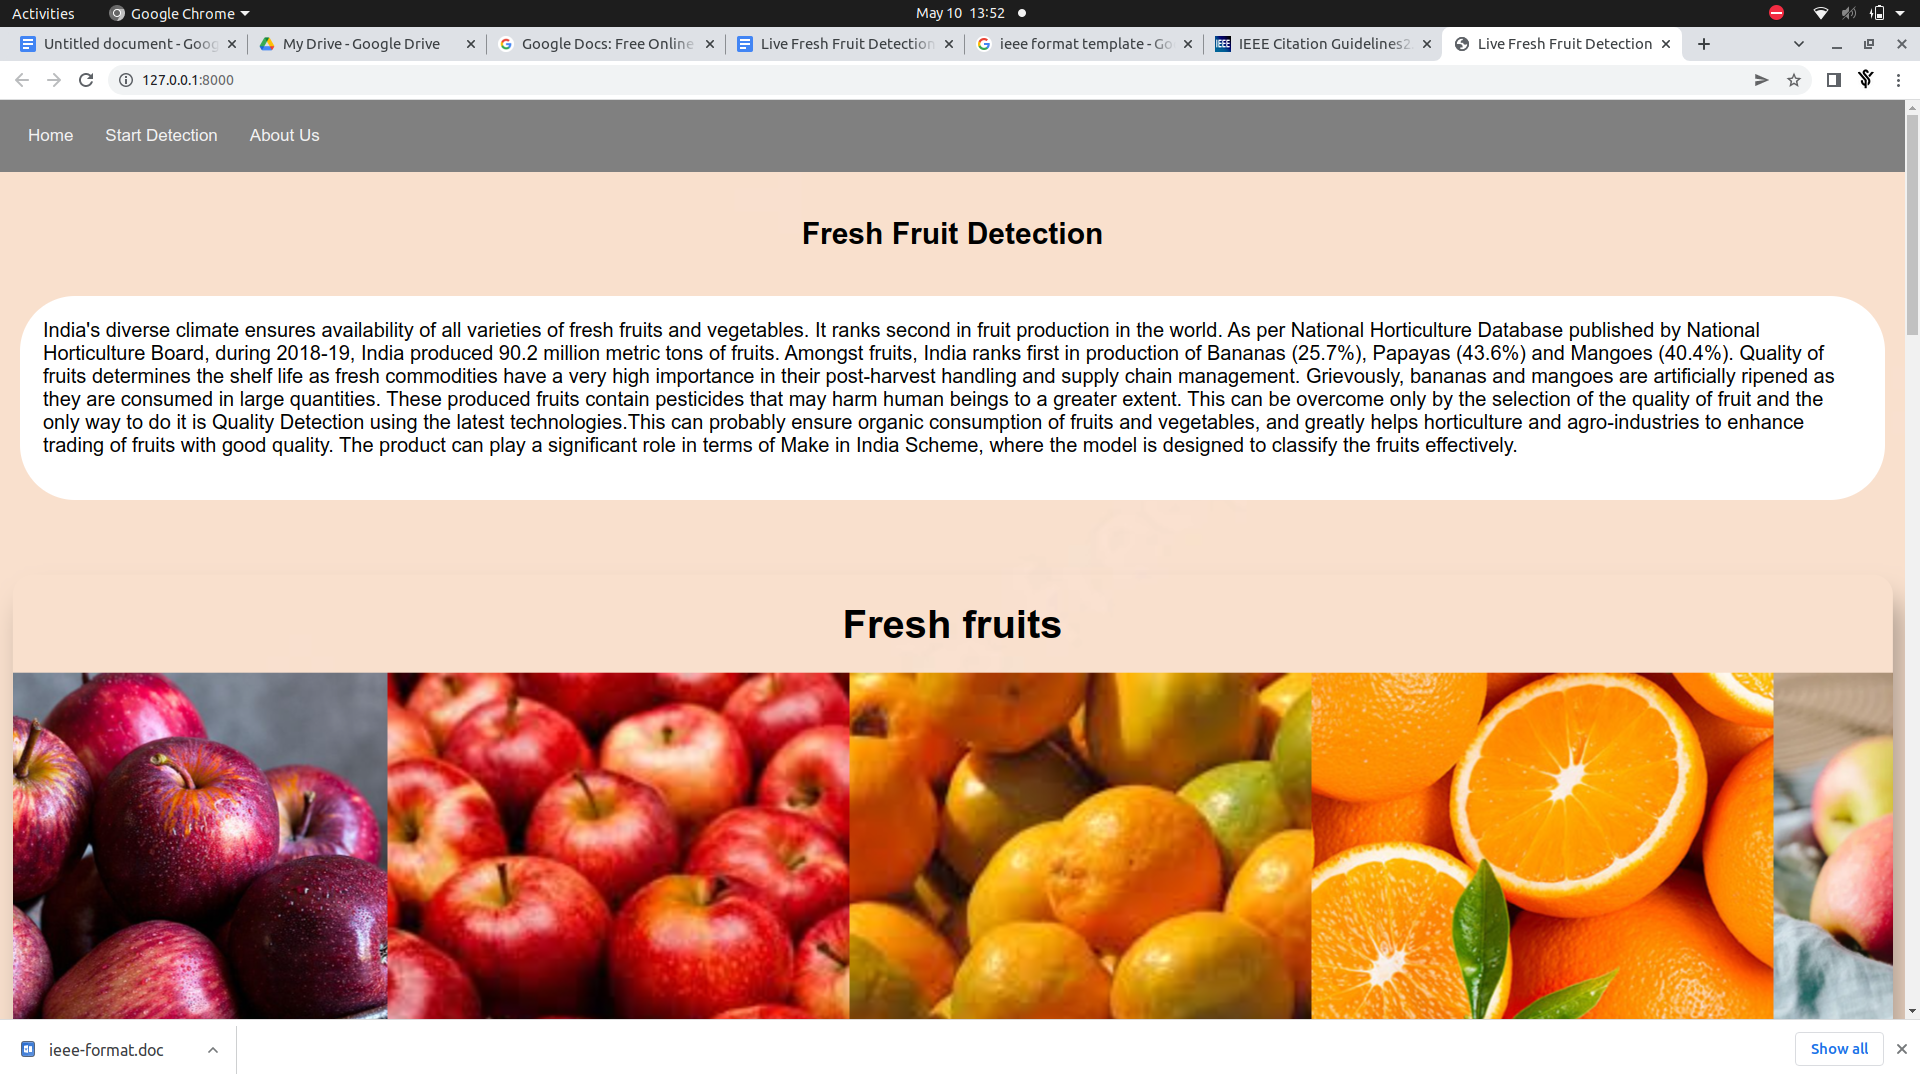 Activities
Google Chrome
May 10 13:52
Untitled document - Goog
My Drive - Google Drive
Google Docs: Free Online
Live Fresh Fruit Detection
ieee format template - Go
IEEE
IEEE Citation Guidelines2.
Live Fresh Fruit Detection
127.0.0.1:8000
Home
Start Detection
About Us
Fresh Fruit Detection
India's diverse climate ensures availability of all varieties of fresh fruits and vegetables. It ranks second in fruit production in the world. As per National Horticulture Database published by National
Horticulture Board, during 2018-19, India produced 90.2 million metric tons of fruits. Amongst fruits, India ranks first in production of Bananas (25.7%), Papayas (43.6%) and Mangoes (40.4%). Quality of
fruits determines the shelf life as fresh commodities have a very high importance in their post-harvest handling and supply chain management. Grievously, bananas and mangoes are artificially ripened as
they are consumed in large quantities. These produced fruits contain pesticides that may harm human beings to a greater extent. This can be overcome only by the selection of the quality of fruit and the
only way to do it is Quality Detection using the latest technologies.This can probably ensure organic consumption of fruits and vegetables, and greatly helps horticulture and agro-industries to enhance
trading of fruits with good quality. The product can play a significant role in terms of Make in India Scheme, where the model is designed to classify the fruits effectively.
Fresh fruits
ieee-format.doc
Show all